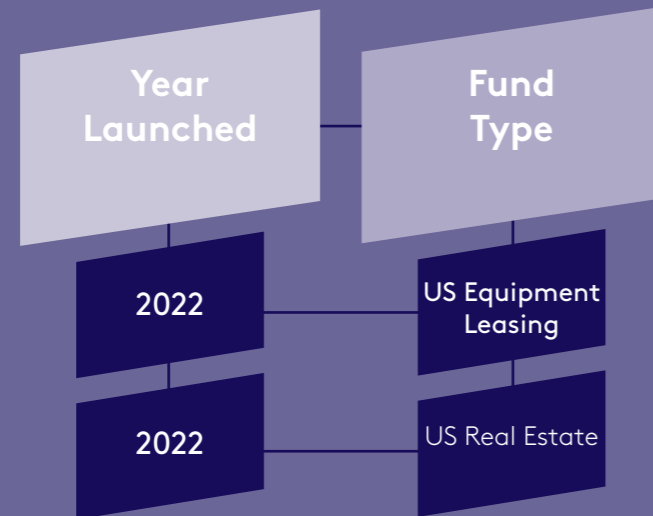 Year
Launched
Fund
Type
2022
US Equipment
Leasing
2022
US Real Estate